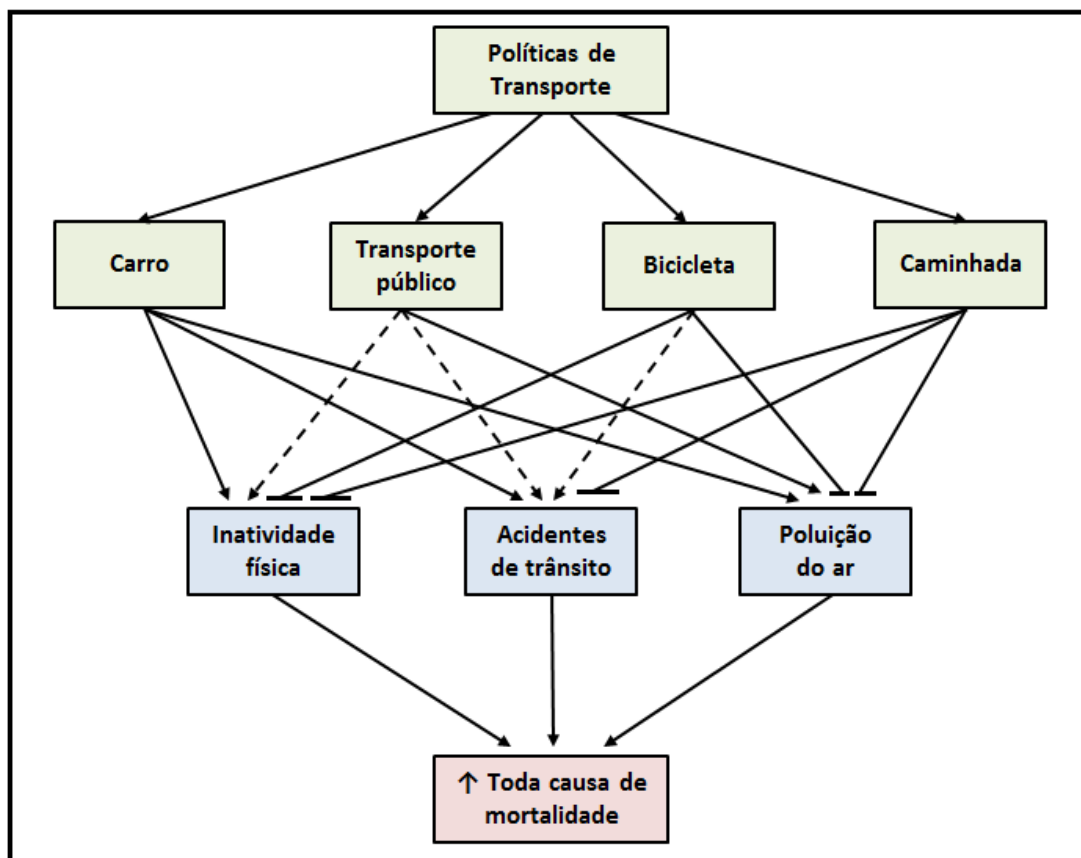 Políticas de
Transporte
Carro
Transporte
público
Bicicleta
Caminhada
Inatividade
física
Acidentes
de trânsito
Poluição
do ar
↑ Toda causa de
mortalidade